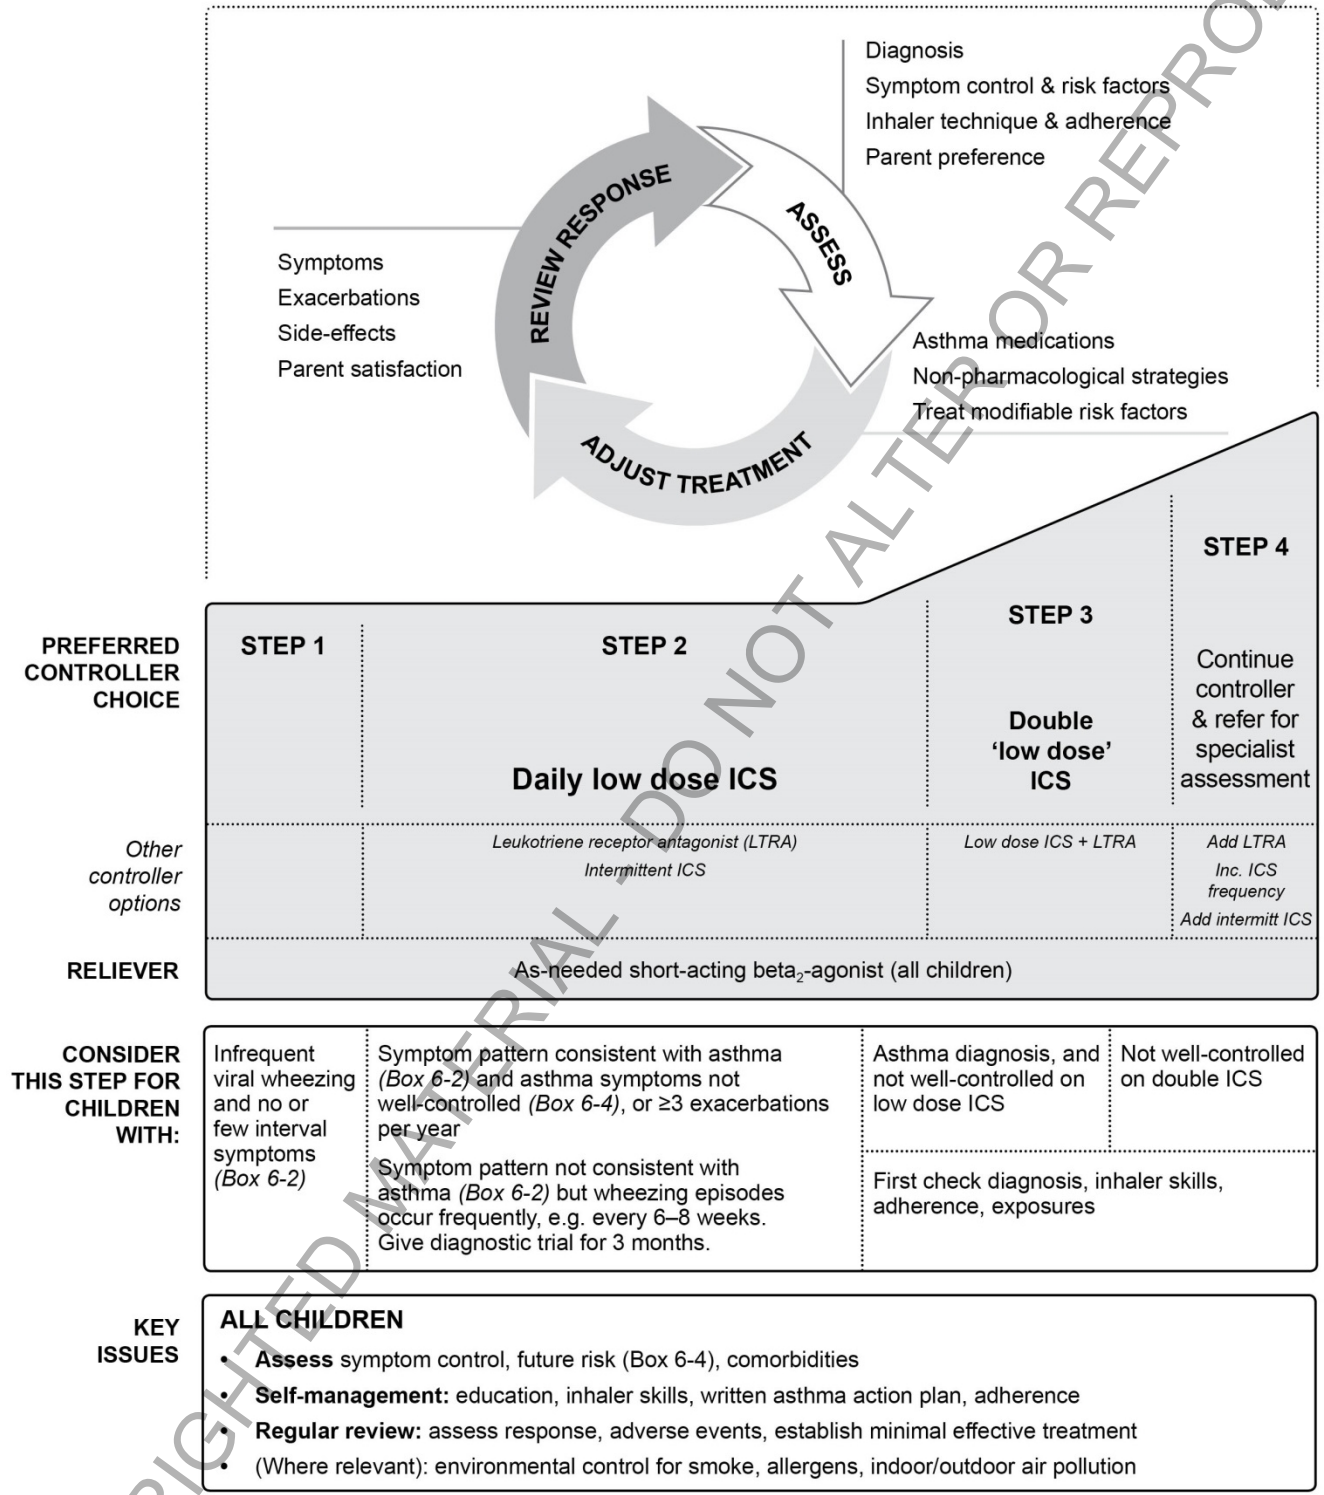 Diagnosis
Symptom control & risk factors
Inhaler technique & adherence
Parent preference
REVIEW RESPONSE
ASSESS
ADJUST TREATMENT
Symptoms
Exacerbations
Side-effects
Parent satisfaction
Asthma medications
Non-pharmacological strategies
Treat modifiable risk factors
PREFERRED
CONTROLLER
CHOICE
STEP 1
STEP 2
Daily low dose ICS
STEP 3
Double
‘low dose’
ICS
STEP 4
Continue
controller
& refer for
specialist
assessment
Other
controller
options
Leukotriene receptor antagonist (LTRA)
Intermittent ICS
Low dose ICS + LTRA
Add LTRA
Inc. ICS
frequency
Add intermitt ICS
RELIEVER
As-needed short-acting beta₂-agonist (all children)
CONSIDER
THIS STEP FOR
CHILDREN
WITH:
Infrequent
viral wheezing
and no or
few interval
symptoms
(Box 6-2)
Symptom pattern consistent with asthma
(Box 6-2) and asthma symptoms not
well-controlled (Box 6-4), or ≥3 exacerbations
per year
Symptom pattern not consistent with
asthma (Box 6-2) but wheezing episodes
occur frequently, e.g. every 6–8 weeks.
Give diagnostic trial for 3 months.
Asthma diagnosis, and
not well-controlled on
low dose ICS
Not well-controlled
on double ICS
First check diagnosis, inhaler skills,
adherence, exposures
KEY
ISSUES
ALL CHILDREN
• Assess symptom control, future risk (Box 6-4), comorbidities
• Self-management: education, inhaler skills, written asthma action plan, adherence
• Regular review: assess response, adverse events, establish minimal effective treatment
• (Where relevant): environmental control for smoke, allergens, indoor/outdoor air pollution
RIGHTED MATERIAL - DO NOT ALTER OR REPROD